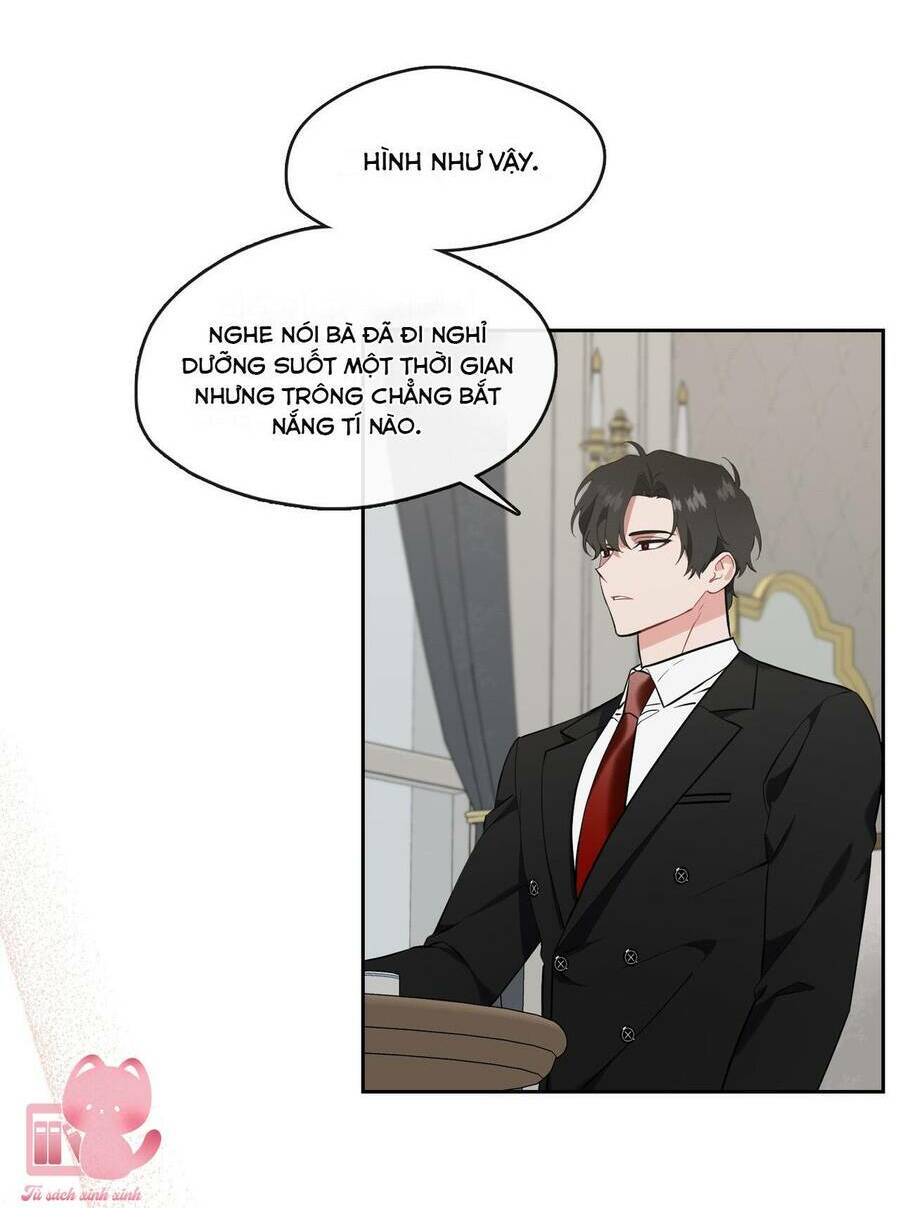 HÌNH NHƯ VẬY.
NGHE NÓI BÀ ĐÃ ĐI NGHỈ
DƯỠNG SUỐT MỘT THỜI GIAN
NHƯNG TRÔNG CHẲNG BẮT
NẮNG TÍ NÀO.
Tủ sách xinh xinh